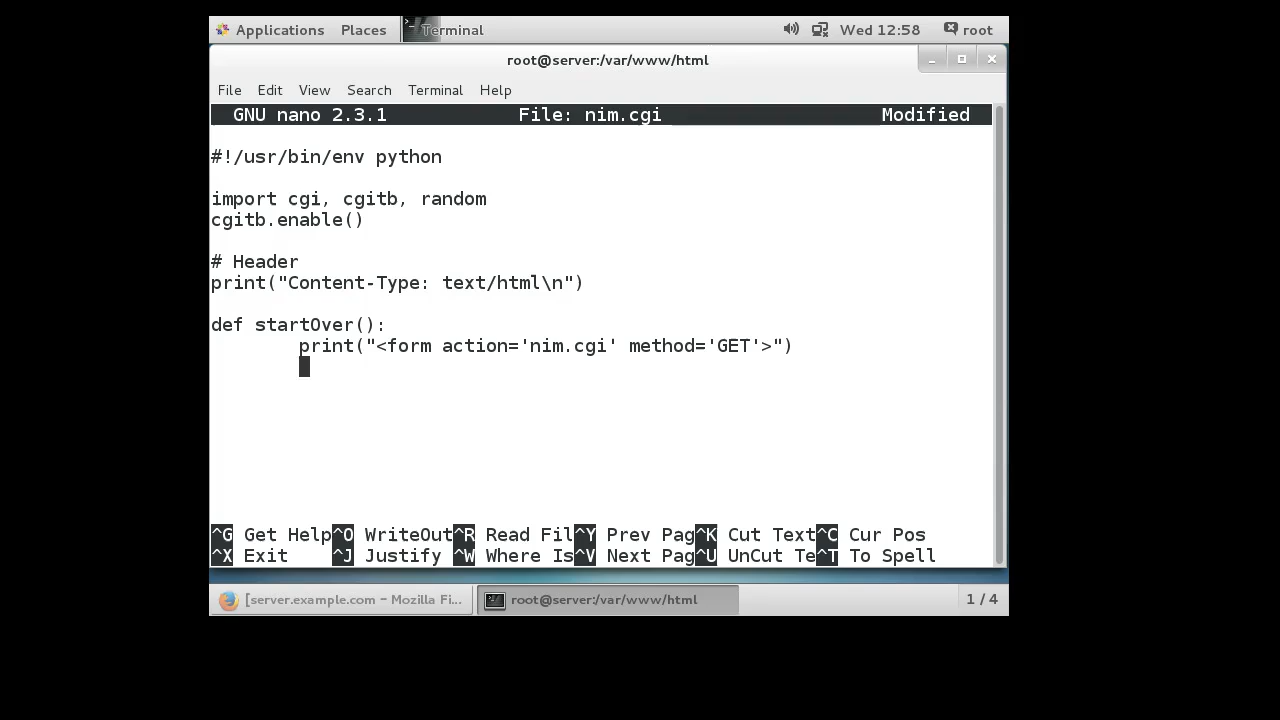 Applications Places Terminal Wed 12:58 root
root@server:/var/www/html
File Edit View Search Terminal Help
GNU nano 2.3.1 File: nim.cgi Modified
#!/usr/bin/env python
import cgi, cgitb, random
cgitb.enable()
# Header
print("Content-Type: text/html\n")
def startOver():
print("<form action='nim.cgi' method='GET'>")
^G Get Help ^O WriteOut ^R Read Fil ^Y Prev Pag ^K Cut Text ^C Cur Pos
^X Exit ^J Justify ^W Where Is ^V Next Pag ^U UnCut Te ^T To Spell
[server.example.com – Mozilla Fi... root@server:/var/www/html 1 / 4